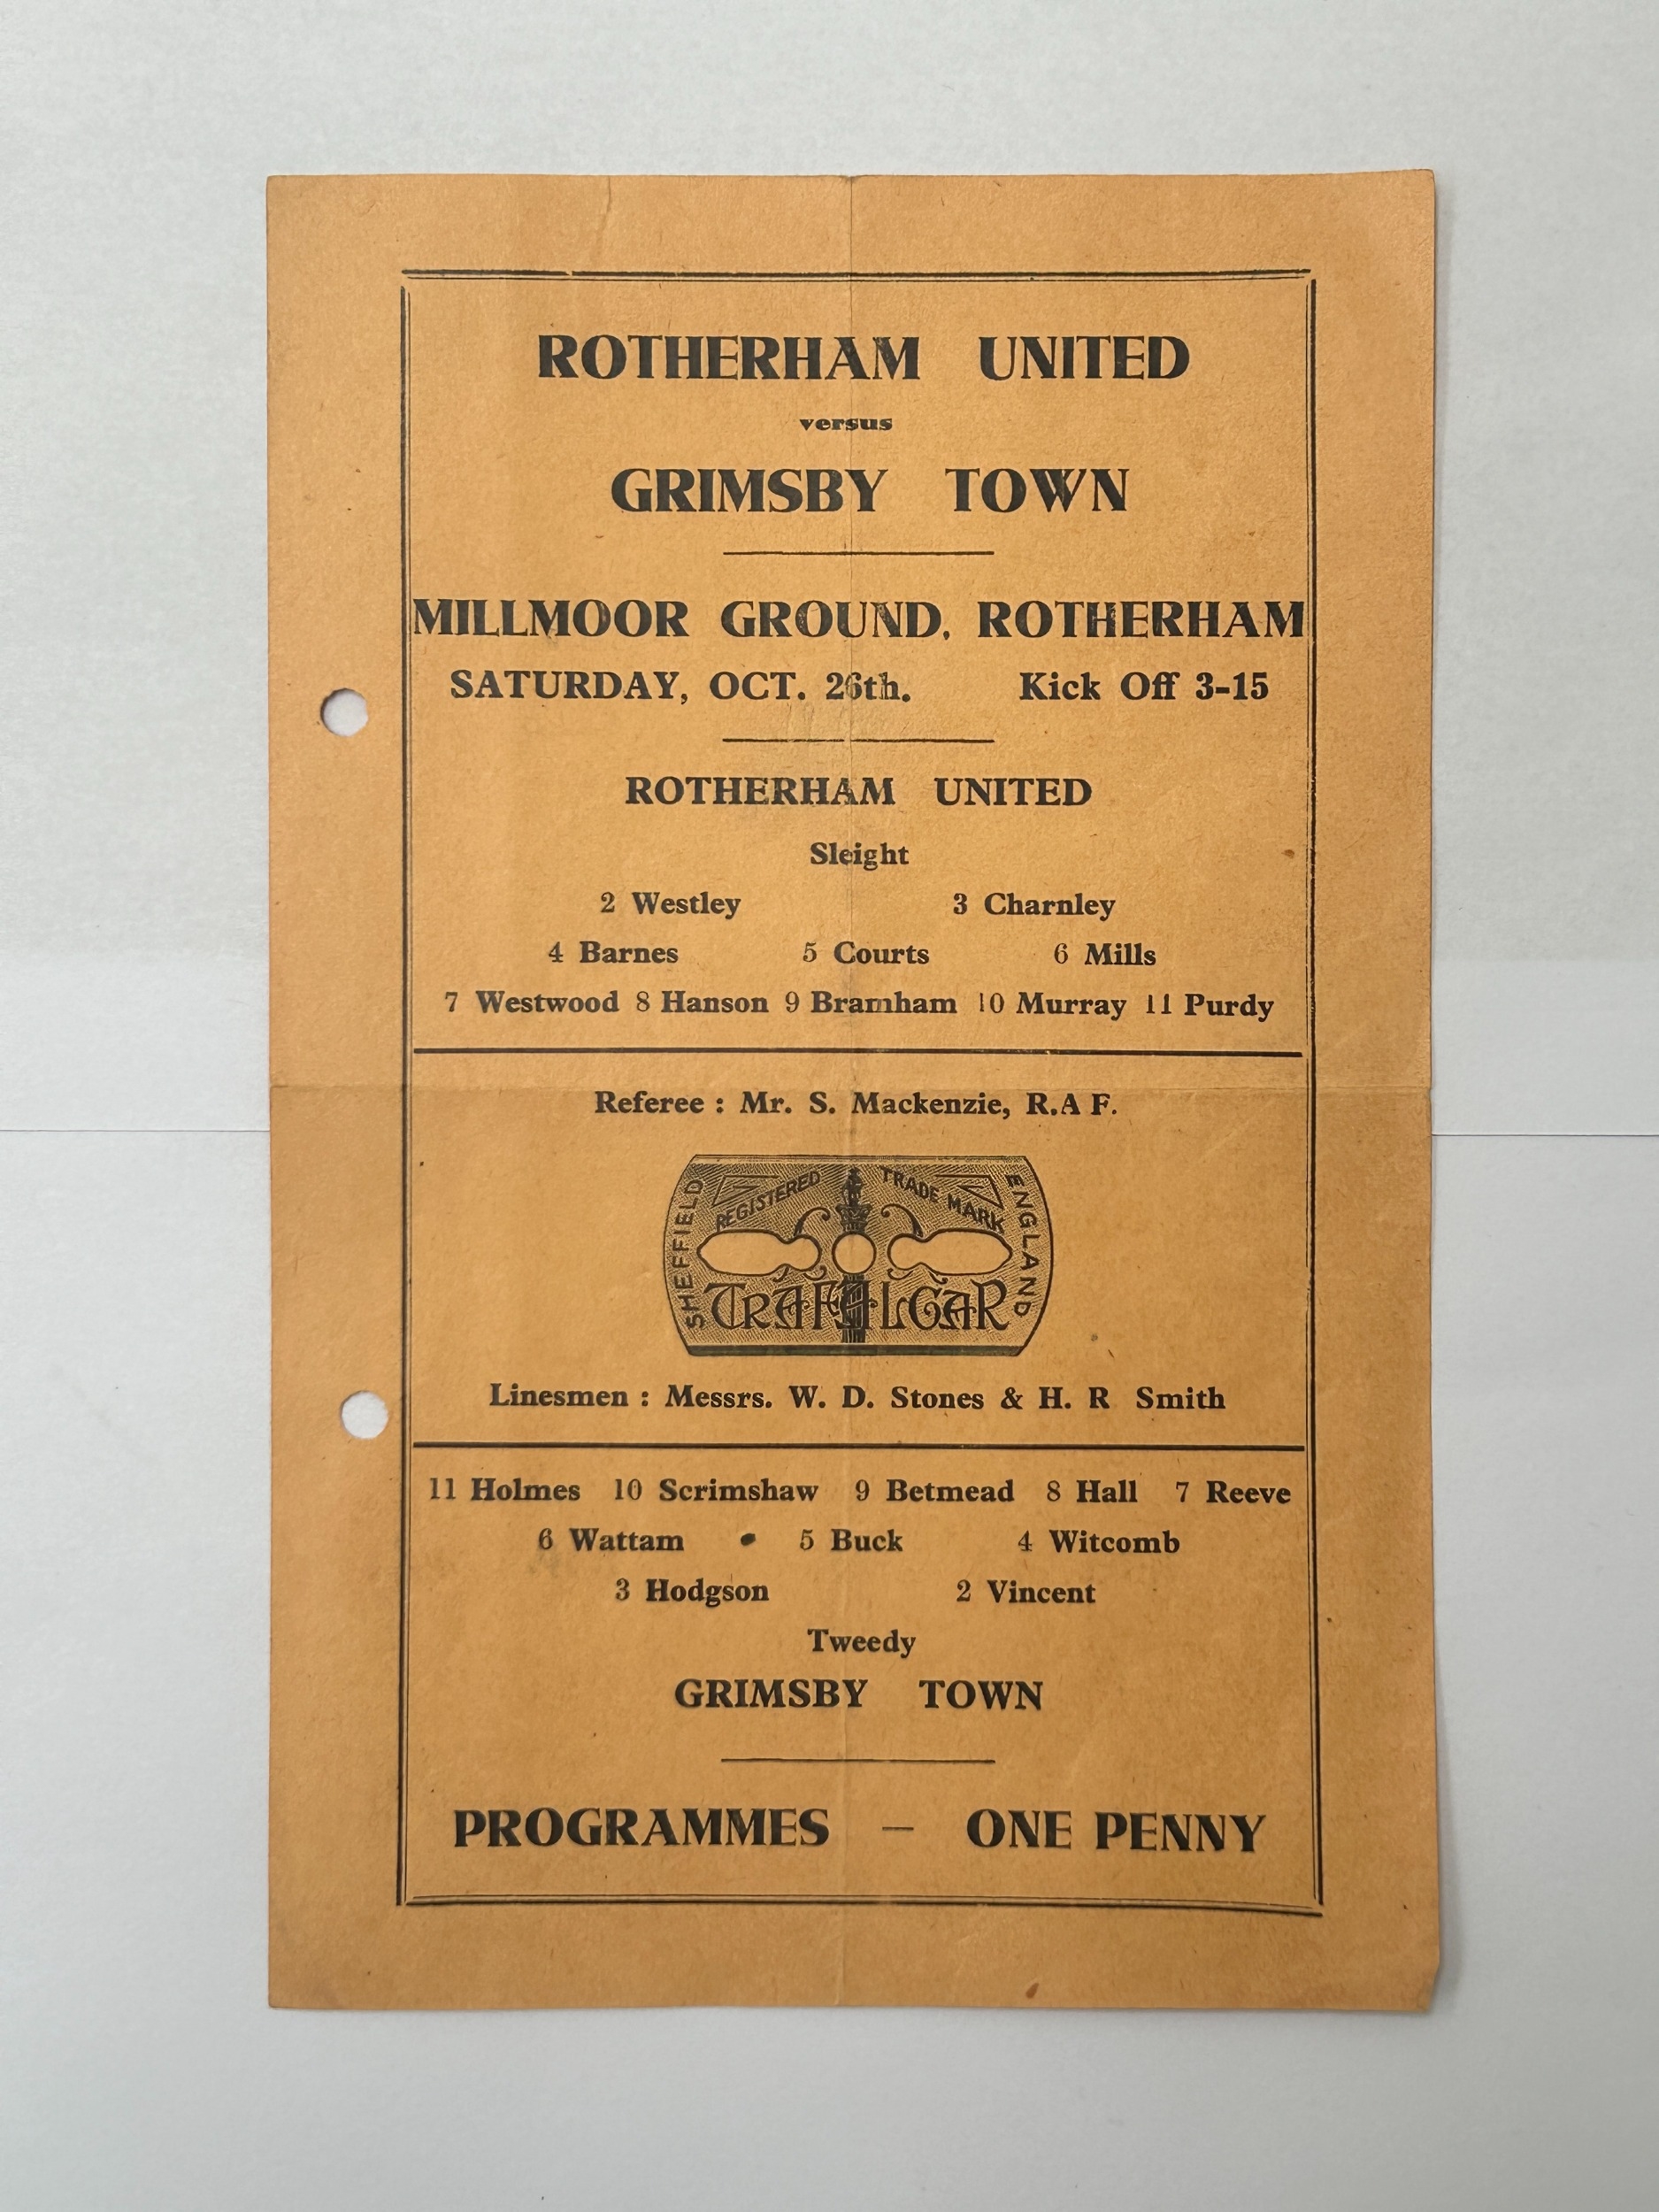 ROTHERHAM UNITED
versus
GRIMSBY TOWN
MILLMOOR GROUND, ROTHERHAM
SATURDAY, OCT. 26th. Kick Off 3-15
ROTHERHAM UNITED
Sleight
2 Westley 3 Charnley
4 Barnes 5 Courts 6 Mills
7 Westwood 8 Hanson 9 Bramham 10 Murray 11 Purdy
Referee : Mr. S. Mackenzie, R.A F.
SHEFFIELD REGISTERED TRADE MARK ENGLAND
TRAFALGAR
Linesmen : Messrs. W. D. Stones & H. R Smith
11 Holmes 10 Scrimshaw 9 Betmead 8 Hall 7 Reeve
6 Wattam 5 Buck 4 Witcomb
3 Hodgson 2 Vincent
Tweedy
GRIMSBY TOWN
PROGRAMMES – ONE PENNY